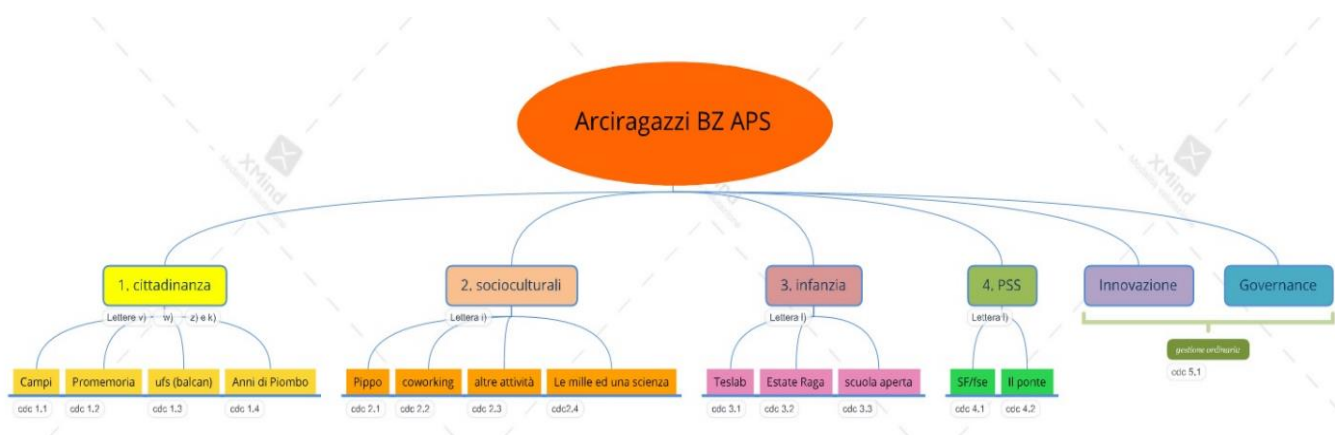 Arciragazzi BZ APS
1. cittadinanza
2. socioculturali
3. infanzia
4. PSS
Innovazione
Governance
Lettere v) - w) - z) e k)
Lettera i)
Lettera l)
Lettera l)
gestione ordinaria
cdc 5.1
Campi
Promemoria
ufs (balcan)
Anni di Piombo
Pippo
coworking
altre attività
Le mille ed una scienza
Teslab
Estate Raga
scuola aperta
SF/fse
Il ponte
cdc 1.1
cdc 1.2
cdc 1.3
cdc 1.4
cdc 2.1
cdc 2.2
cdc 2.3
cdc2.4
cdc 3.1
cdc 3.2
cdc 3.3
cdc 4.1
cdc 4.2
XMind
XMind
XMind